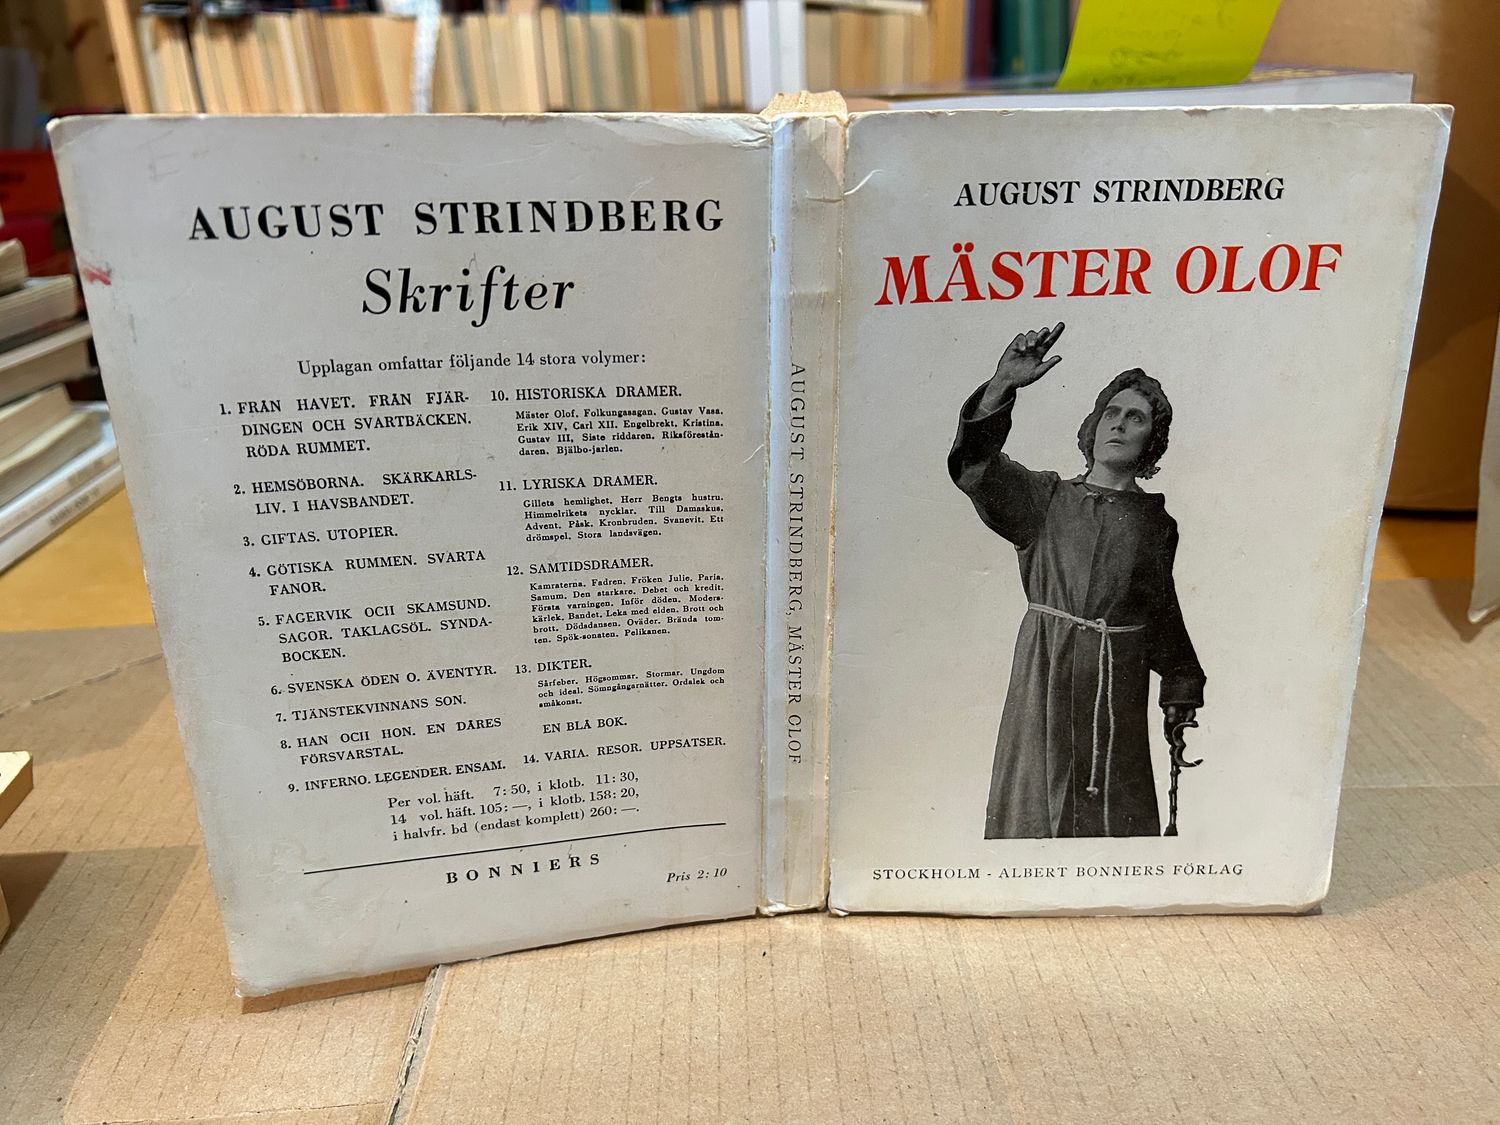 AUGUST STRINDBERG
Skrifter
Upplagan omfattar följande 14 stora volymer:
1. FRÅN HAVET. FRÅN FJÄR-
DINGEN OCH SVARTBÄCKEN.
RÖDA RUMMET.
2. HEMSÖBORNA. SKÄRKARLS-
LIV. I HAVSBANDET.
3. GIFTAS. UTOPIER.
4. GÖTISKA RUMMEN. SVARTA
FANOR.
5. FAGERVIK OCH SKAMSUND.
SAGOR. TAKLAGSÖL. SYNDA-
BOCKEN.
6. SVENSKA ÖDEN O. ÄVENTYR.
7. TJÄNSTEKVINNANS SON.
8. HAN OCH HON. EN DÅRES
FÖRSVARSTAL.
9. INFERNO. LEGENDER. ENSAM.
10. HISTORISKA DRAMER.
Mäster Olof. Folkungasagan. Gustav Vasa.
Erik XIV, Carl XII. Engelbrekt. Kristina.
Gustav III, Siste riddaren. Riksförestån-
daren. Bjälbo-jarlen.
11. LYRISKA DRAMER.
Gillets hemlighet. Herr Bengts hustru.
Himmelrikets nycklar. Till Damaskus.
Advent. Påsk. Kronbruden. Svanevit. Ett
drömspel. Stora landsvägen.
12. SAMTIDSDRAMER.
Kamraterna. Fadren. Fröken Julie. Paria.
Samum. Den starkare. Debet och kredit.
Första varningen. Inför döden. Moders-
kärlek. Bandet. Leka med elden. Brott och
brott. Dödsdansen. Oväder. Brända tom-
ten. Spök-sonaten. Pelikanen.
13. DIKTER.
Sårfeber. Högsommar. Stormar. Ungdom
och ideal. Sömngångarnätter. Ordalek och
småkonst.
EN BLÅ BOK.
14. VARIA. RESOR. UPPSATSER.
Per vol. häft. 7: 50, i klotb. 11: 30,
14 vol. häft. 105: —, i klotb. 158: 20,
i halvfr. bd (endast komplett) 260: —.
BONNIERS
Pris 2: 10
AUGUST STRINDBERG, MÄSTER OLOF
AUGUST STRINDBERG
MÄSTER OLOF
STOCKHOLM - ALBERT BONNIERS FÖRLAG